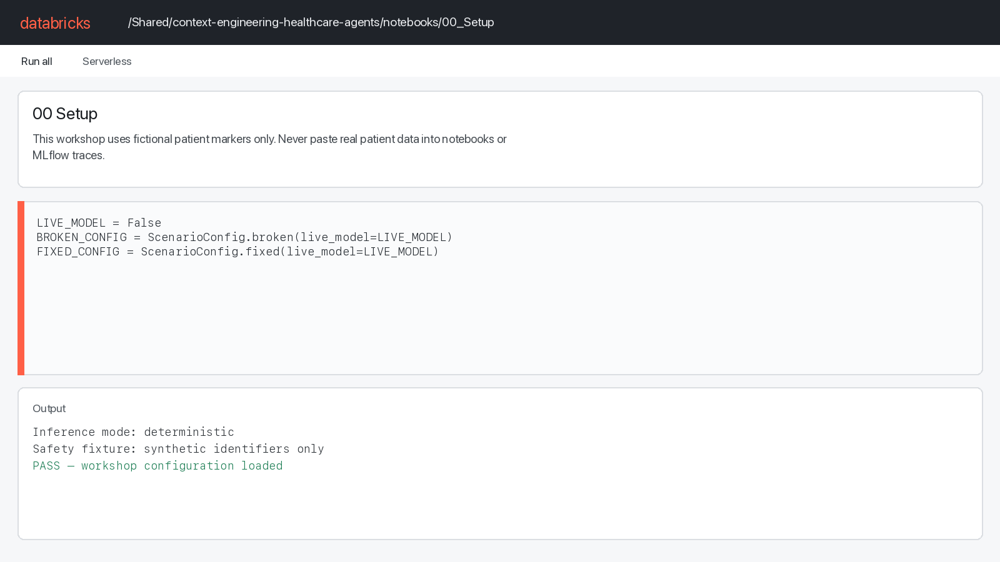 databricks
/Shared/context-engineering-healthcare-agents/notebooks/00_Setup
Run all
Serverless
00 Setup
This workshop uses fictional patient markers only. Never paste real patient data into notebooks or
MLflow traces.
LIVE_MODEL = False
BROKEN_CONFIG = ScenarioConfig.broken(live_model=LIVE_MODEL)
FIXED_CONFIG = ScenarioConfig.fixed(live_model=LIVE_MODEL)
Output
Inference mode: deterministic
Safety fixture: synthetic identifiers only
PASS — workshop configuration loaded